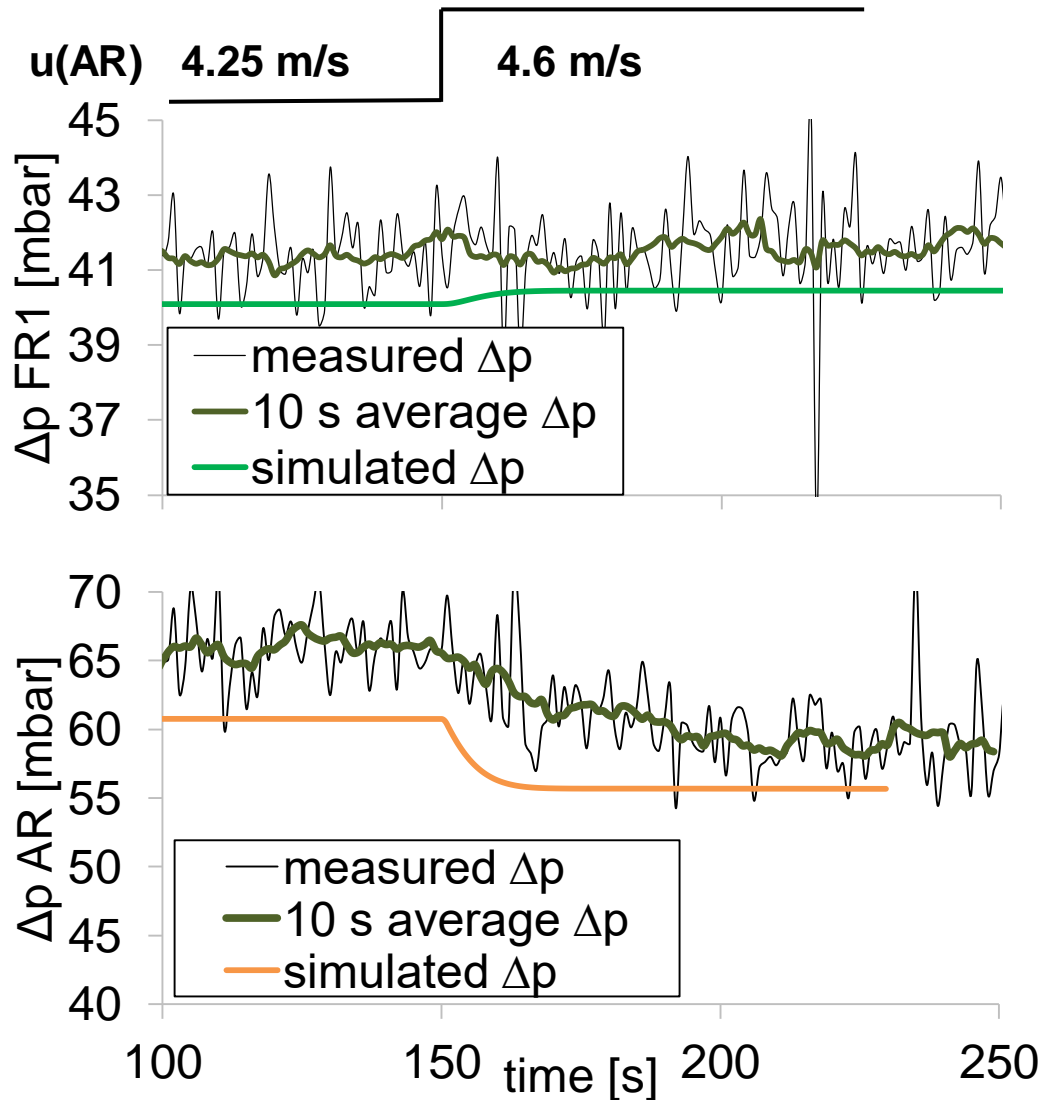 u(AR) 4.25 m/s 4.6 m/s
45
43
41
39
37
35
Δp FR1 [mbar]
measured Δp
10 s average Δp
simulated Δp
70
65
60
55
50
45
40
Δp AR [mbar]
measured Δp
10 s average Δp
simulated Δp
100 150 200 250
time [s]